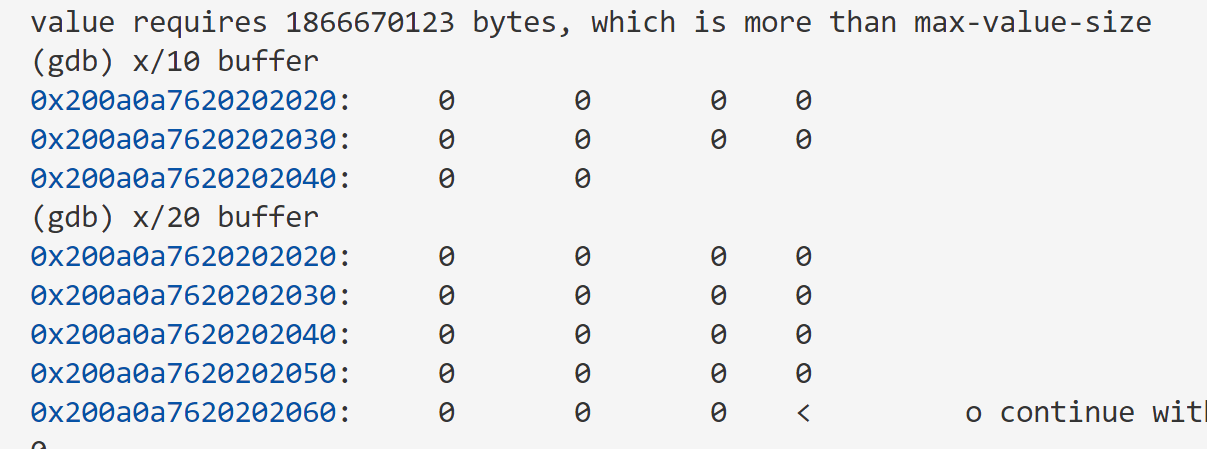 value requires 1866670123 bytes, which is more than max-value-size
(gdb) x/10 buffer
0x200a0a7620202020: 0 0 0 0
0x200a0a7620202030: 0 0 0 0
0x200a0a7620202040: 0 0
(gdb) x/20 buffer
0x200a0a7620202020: 0 0 0 0
0x200a0a7620202030: 0 0 0 0
0x200a0a7620202040: 0 0 0 0
0x200a0a7620202050: 0 0 0 0
0x200a0a7620202060: 0 0 0 < o continue wit